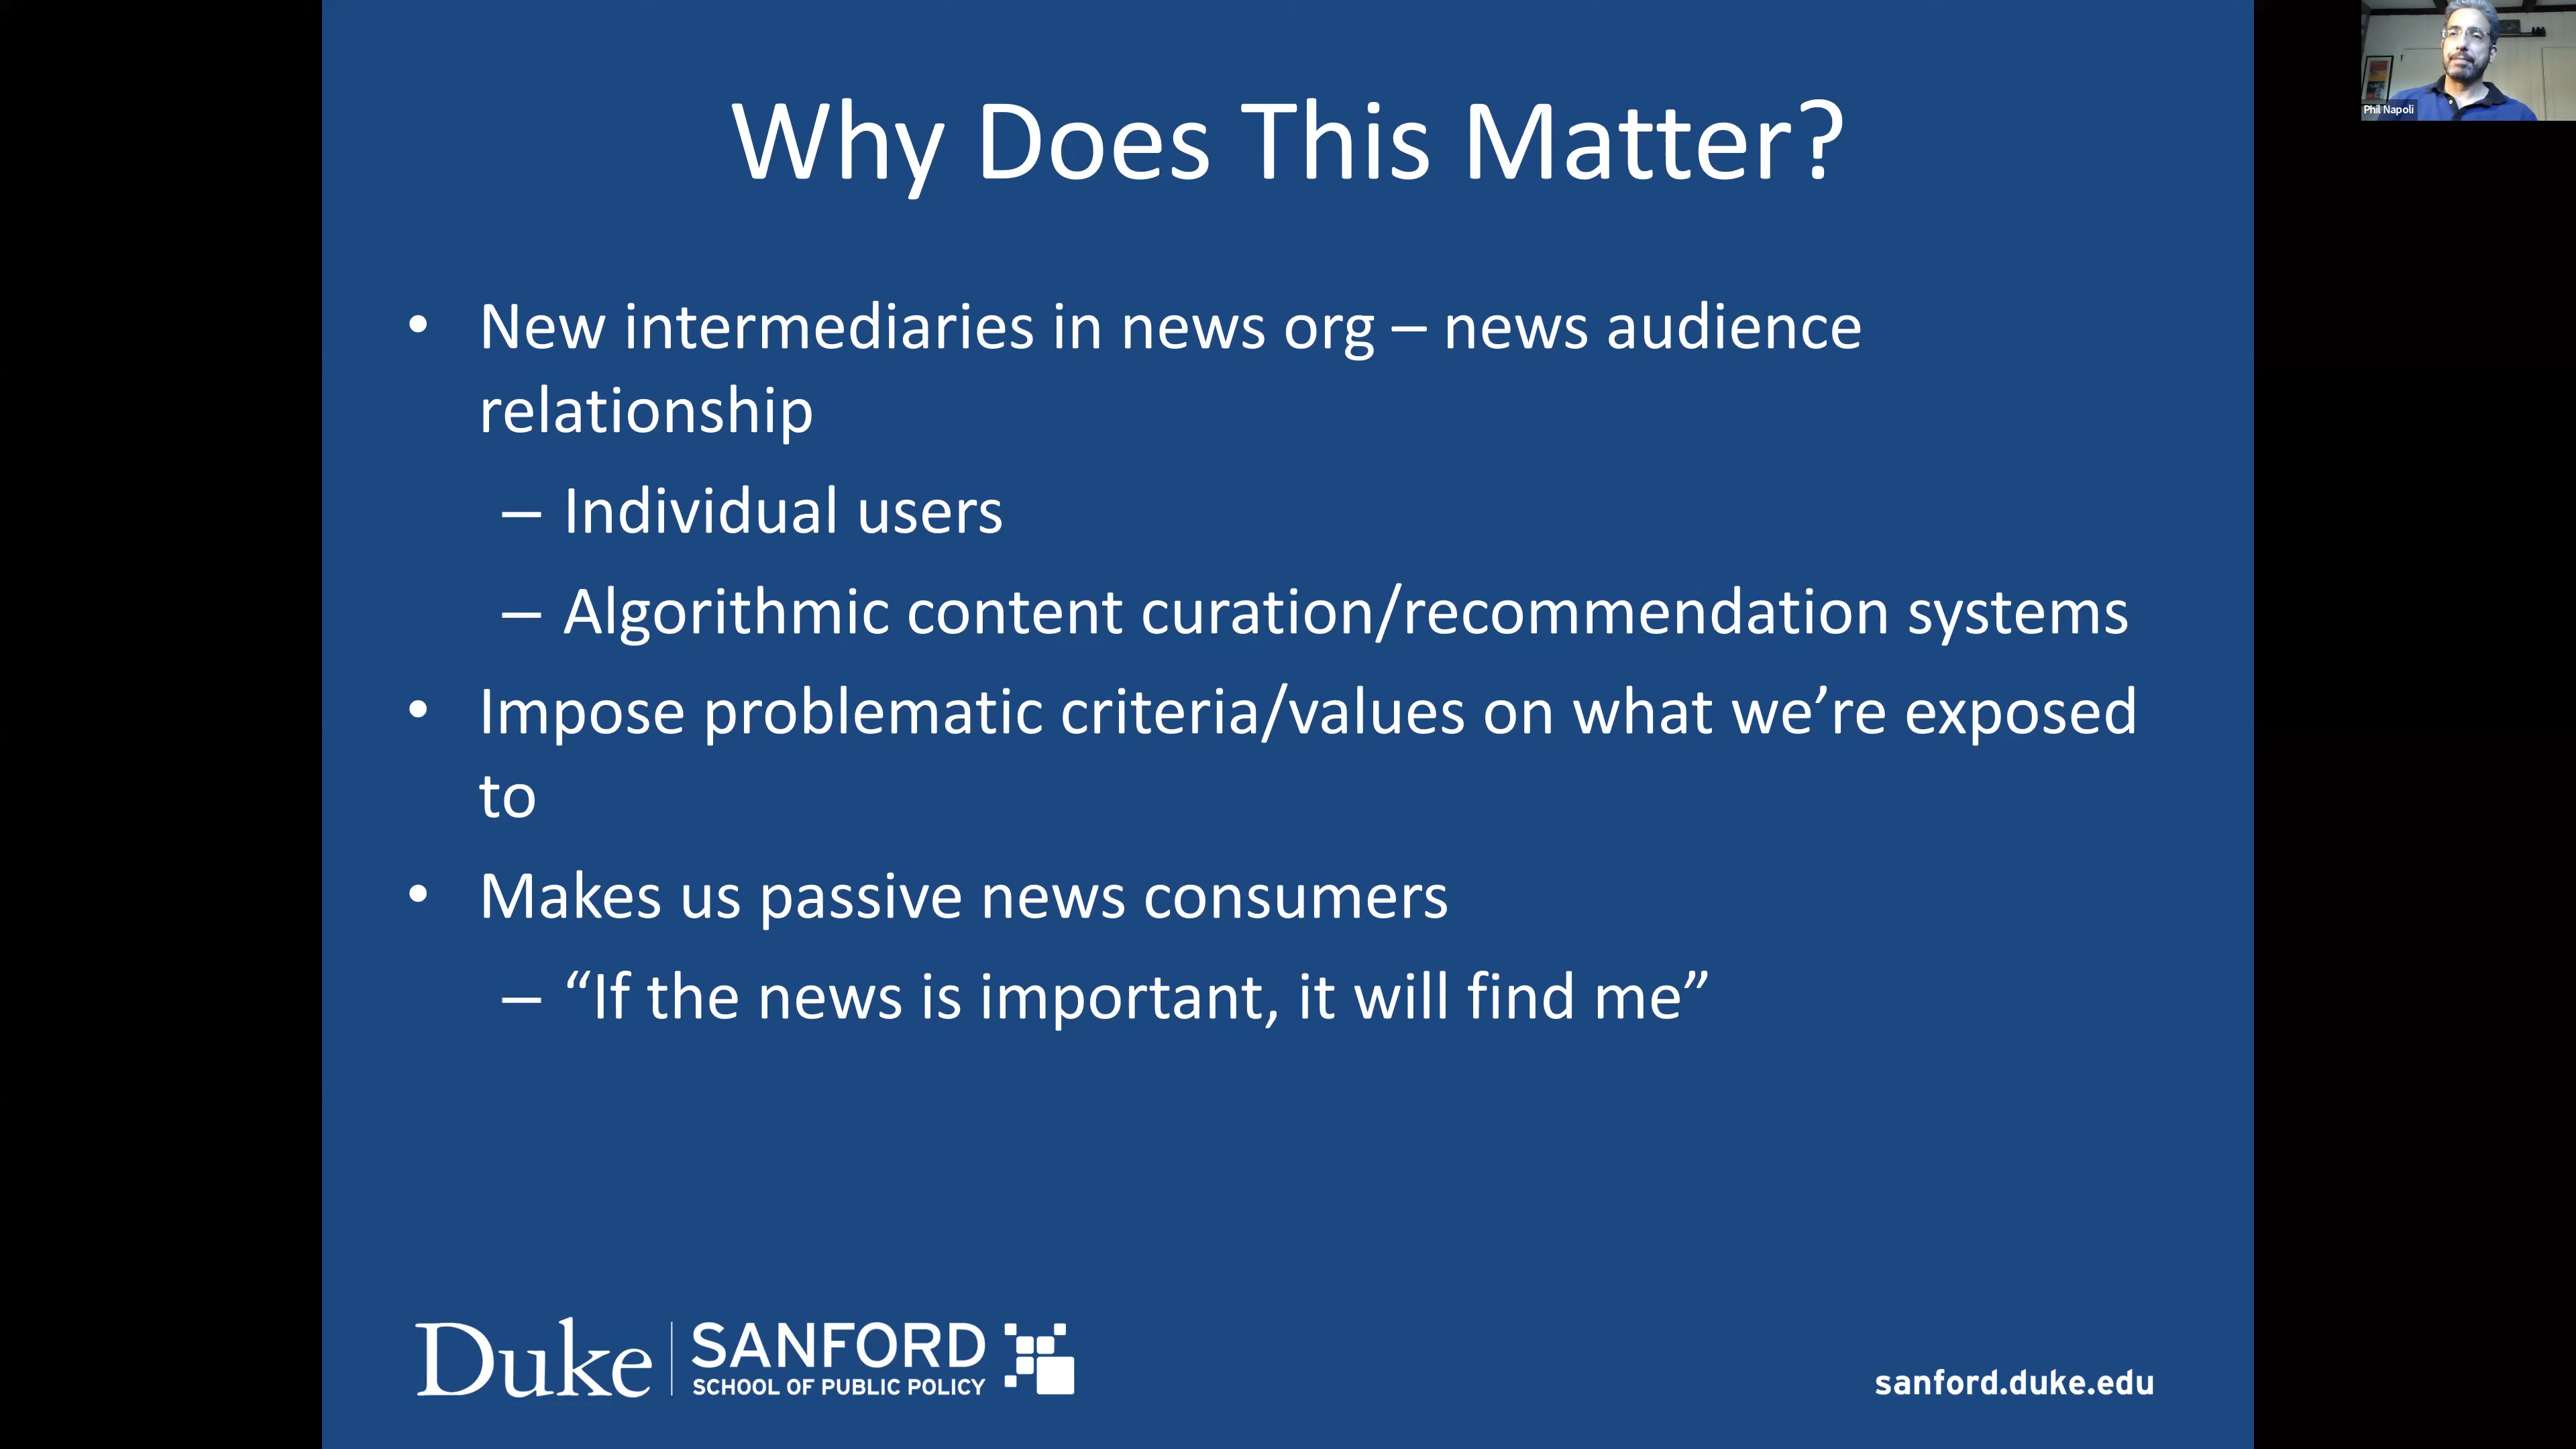 Why Does This Matter?
Phil Napoli
• New intermediaries in news org – news audience
relationship
– Individual users
– Algorithmic content curation/recommendation systems
• Impose problematic criteria/values on what we’re exposed
to
• Makes us passive news consumers
– “If the news is important, it will find me”
Duke SANFORD
SCHOOL OF PUBLIC POLICY
sanford.duke.edu